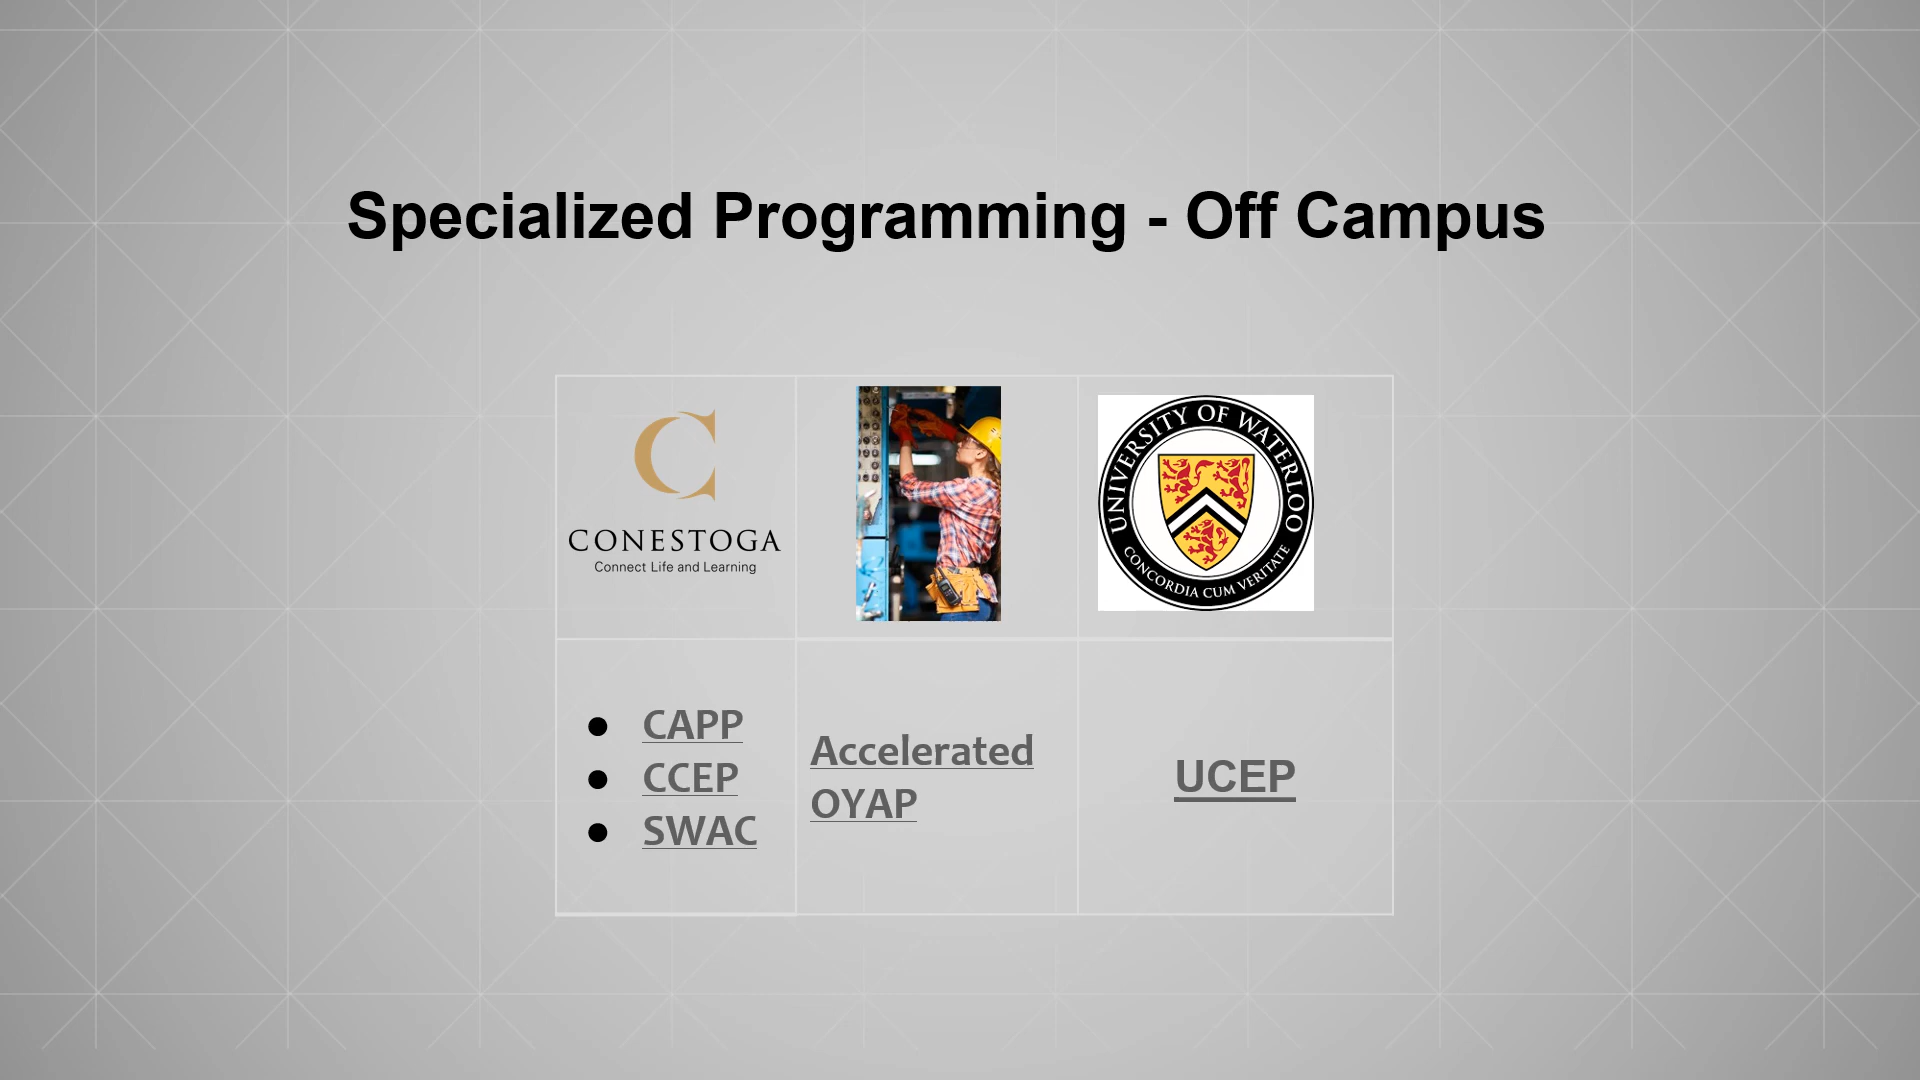 Specialized Programming - Off Campus
CONESTOGA
Connect Life and Learning
UNIVERSITY OF WATERLOO
CONCORDIA CUM VERITATE
● CAPP
● CCEP
● SWAC
Accelerated
OYAP
UCEP